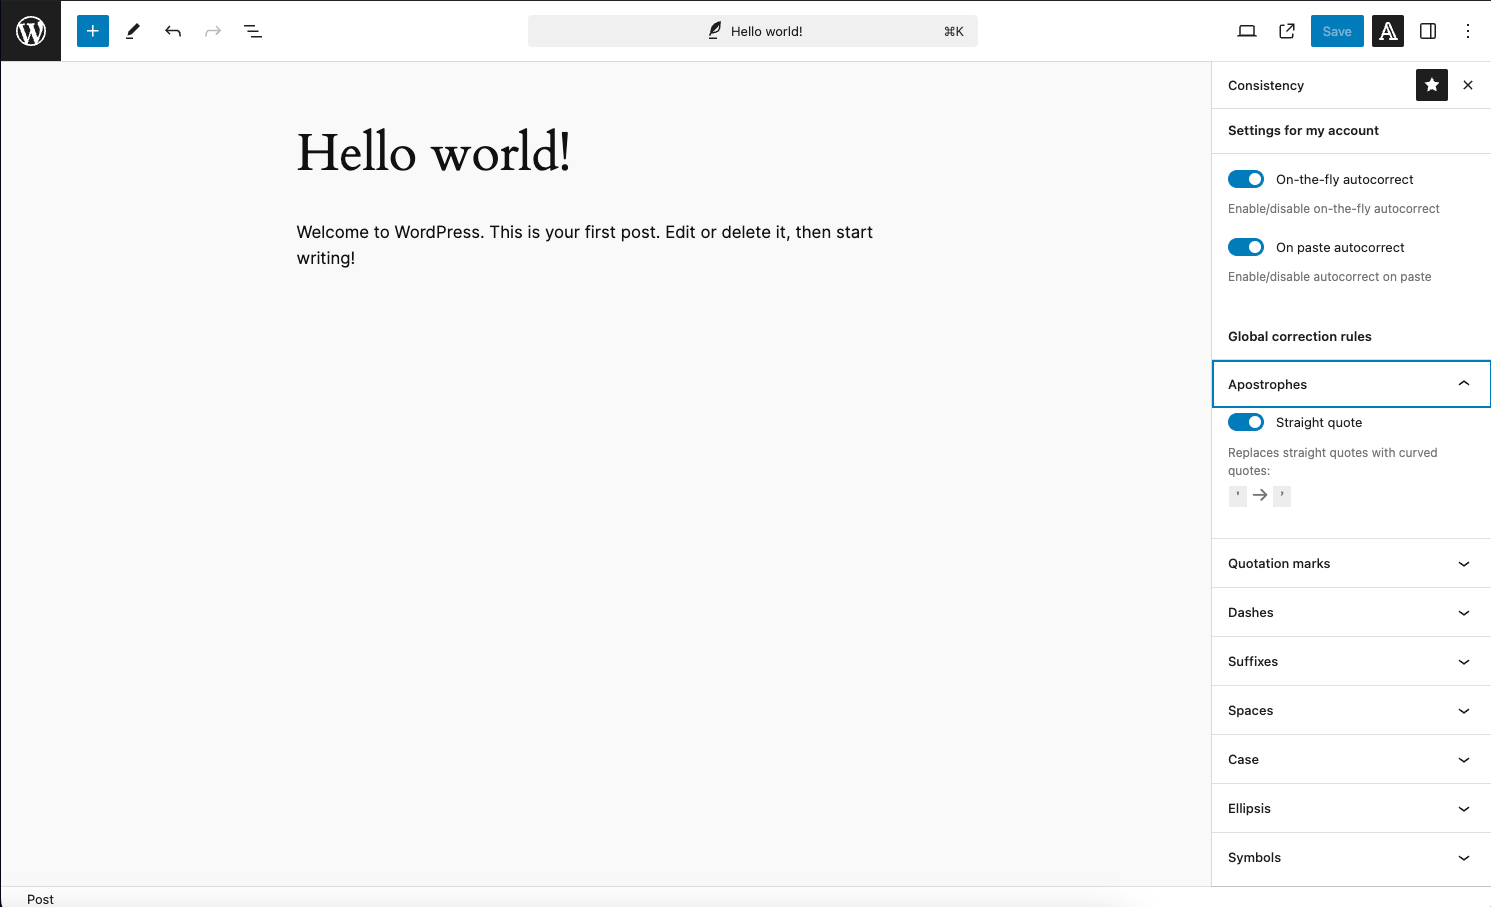 Hello world!
⌘K
Save
Consistency
Settings for my account
On-the-fly autocorrect
Enable/disable on-the-fly autocorrect
On paste autocorrect
Enable/disable autocorrect on paste
Global correction rules
Apostrophes
Straight quote
Replaces straight quotes with curved
quotes:
' → ’
Quotation marks
Dashes
Suffixes
Spaces
Case
Ellipsis
Symbols
Hello world!
Welcome to WordPress. This is your first post. Edit or delete it, then start
writing!
Post